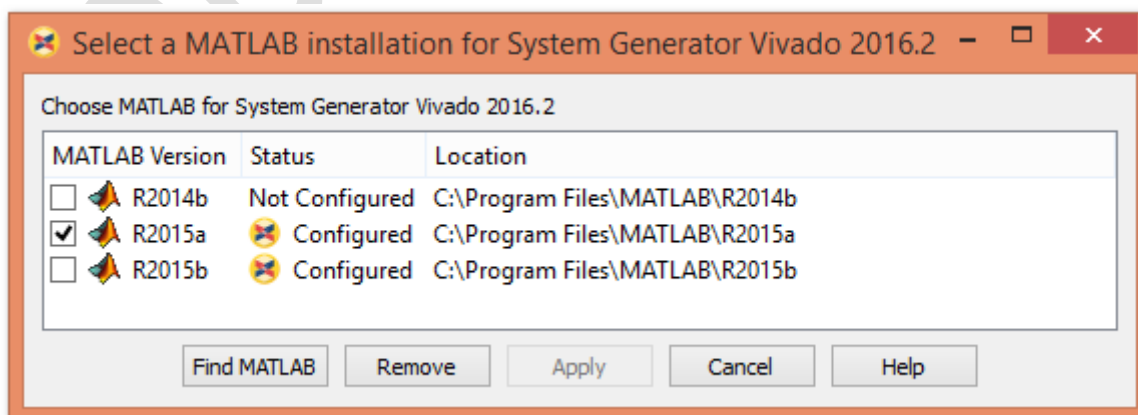 Select a MATLAB installation for System Generator Vivado 2016.2
Choose MATLAB for System Generator Vivado 2016.2
MATLAB Version Status Location
R2014b Not Configured C:\Program Files\MATLAB\R2014b
R2015a Configured C:\Program Files\MATLAB\R2015a
R2015b Configured C:\Program Files\MATLAB\R2015b
Find MATLAB Remove Apply Cancel Help